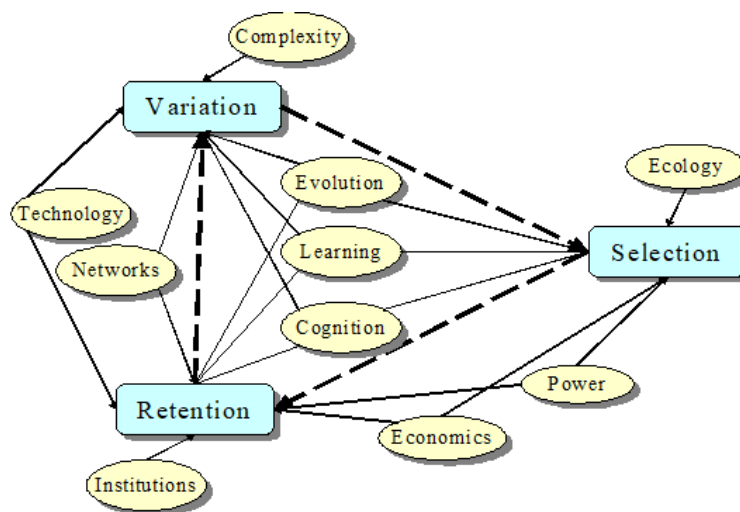 Complexity
Variation
Ecology
Evolution
Technology
Learning
Selection
Networks
Cognition
Power
Retention
Economics
Institutions